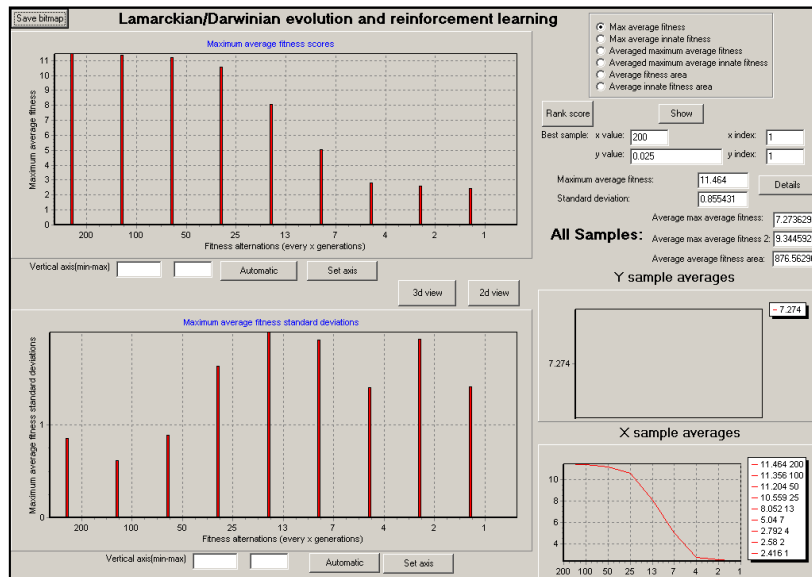 Save bitmap
Lamarckian/Darwinian evolution and reinforcement learning
Maximum average fitness scores
Maximum average fitness
11
10
9
8
7
6
5
4
3
2
1
0
200 100 50 25 13 7 4 2 1
Fitness alternations (every x generations)
Vertical axis(min-max)
Automatic
Set axis
3d view
2d view
Maximum average fitness standard deviations
Maximum average fitness standard deviations
1
0
200 100 50 25 13 7 4 2 1
Fitness alternations (every x generations)
Vertical axis(min-max)
Automatic
Set axis
Max average fitness
Max average innate fitness
Averaged maximum average fitness
Averaged maximum average innate fitness
Average fitness area
Average innate fitness area
Rank score
Show
Best sample: x value: 200 x index: 1
y value: 0.025 y index: 1
Maximum average fitness: 11.464
Details
Standard deviation: 0.855431
All Samples:
Average max average fitness: 7.273629
Average max average fitness 2: 9.344592
Average average fitness area: 876.5629
Y sample averages
7.274
7.274
X sample averages
10
8
6
4
200 100 50 25 13 7 4 2 1
11.464 200
11.356 100
11.204 50
10.559 25
8.052 13
5.04 7
2.792 4
2.58 2
2.416 1